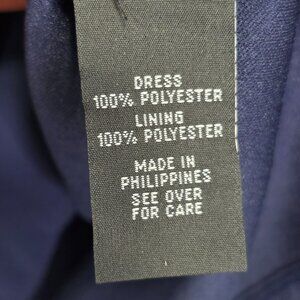 DRESS
100% POLYESTER
LINING
100% POLYESTER
MADE IN
PHILIPPINES
SEE OVER
FOR CARE